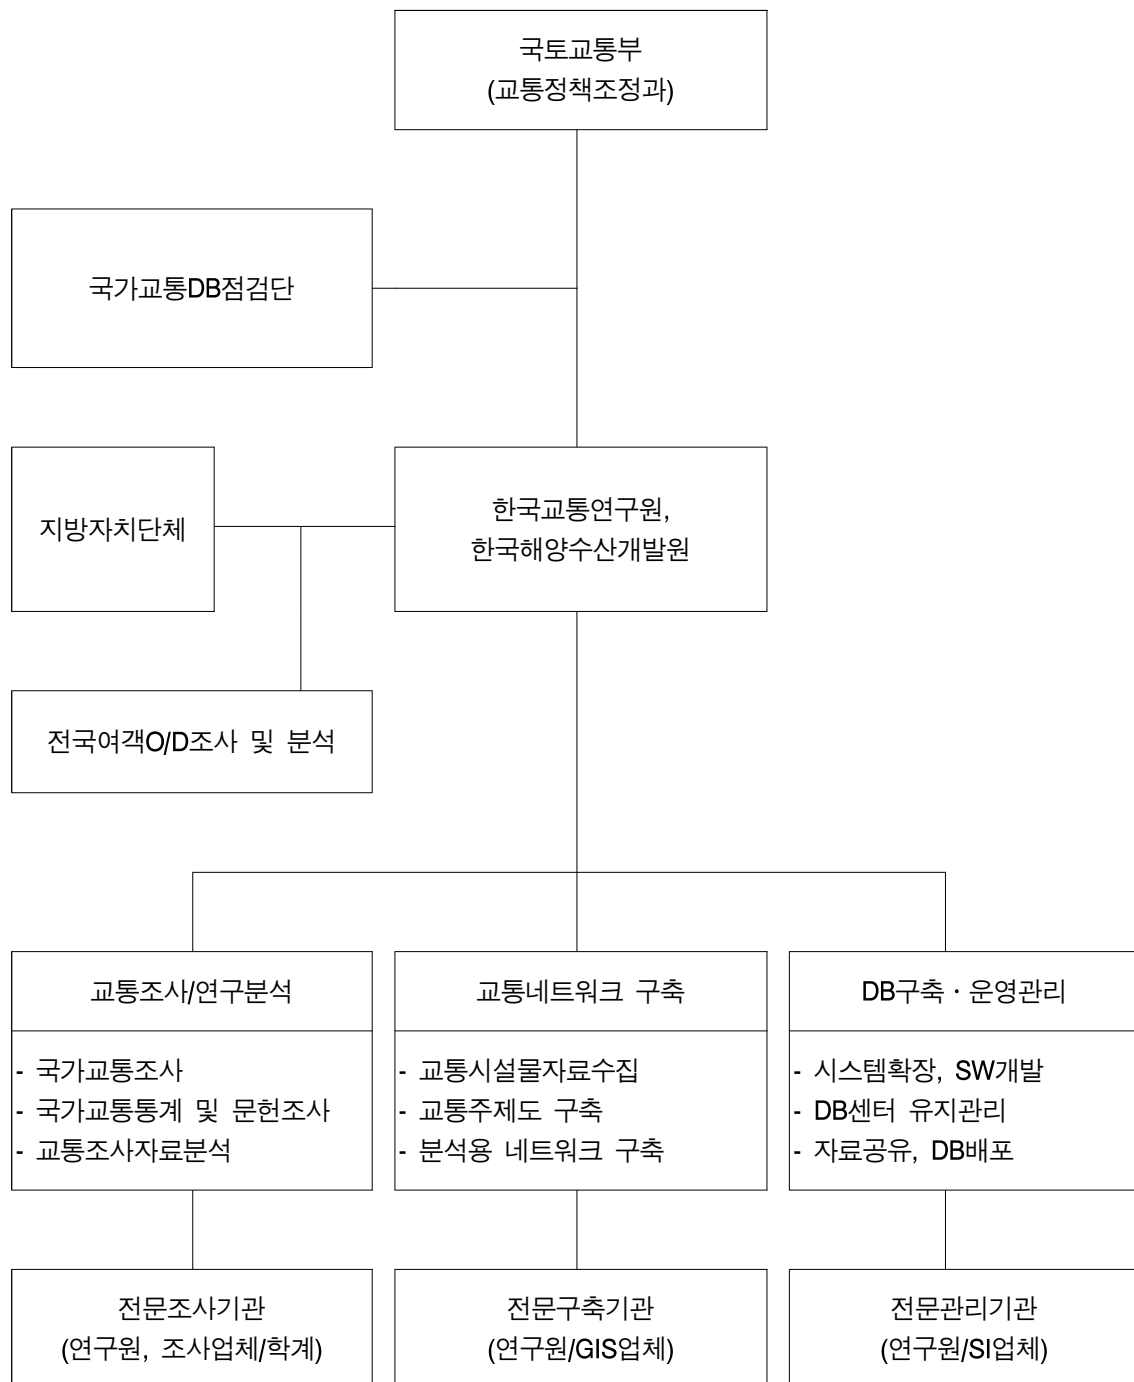 국토교통부
(교통정책조정과)
국가교통DB점검단
지방자치단체
한국교통연구원,
한국해양수산개발원
전국여객O/D조사 및 분석
교통조사/연구분석
- 국가교통조사
- 국가교통통계 및 문헌조사
- 교통조사자료분석
교통네트워크 구축
- 교통시설물자료수집
- 교통주제도 구축
- 분석용 네트워크 구축
DB구축 · 운영관리
- 시스템확장, SW개발
- DB센터 유지관리
- 자료공유, DB배포
전문조사기관
(연구원, 조사업체/학계)
전문구축기관
(연구원/GIS업체)
전문관리기관
(연구원/SI업체)